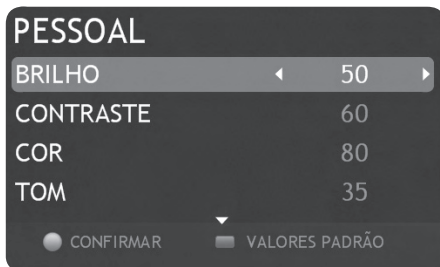 PESSOAL
BRILHO 50
CONTRASTE 60
COR 80
TOM 35
CONFIRMAR VALORES PADRÃO